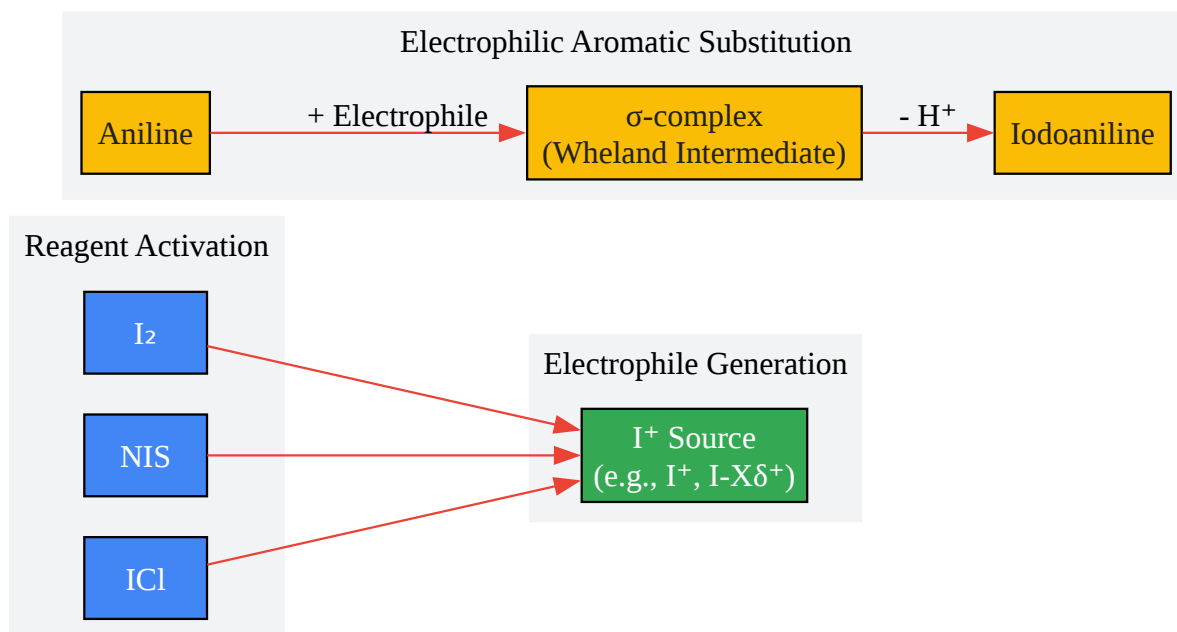 Electrophilic Aromatic Substitution
Aniline
+ Electrophile
σ-complex
(Wheland Intermediate)
- H⁺
Iodoaniline
Reagent Activation
I₂
NIS
ICl
Electrophile Generation
I⁺ Source
(e.g., I⁺, I-Xδ⁺)